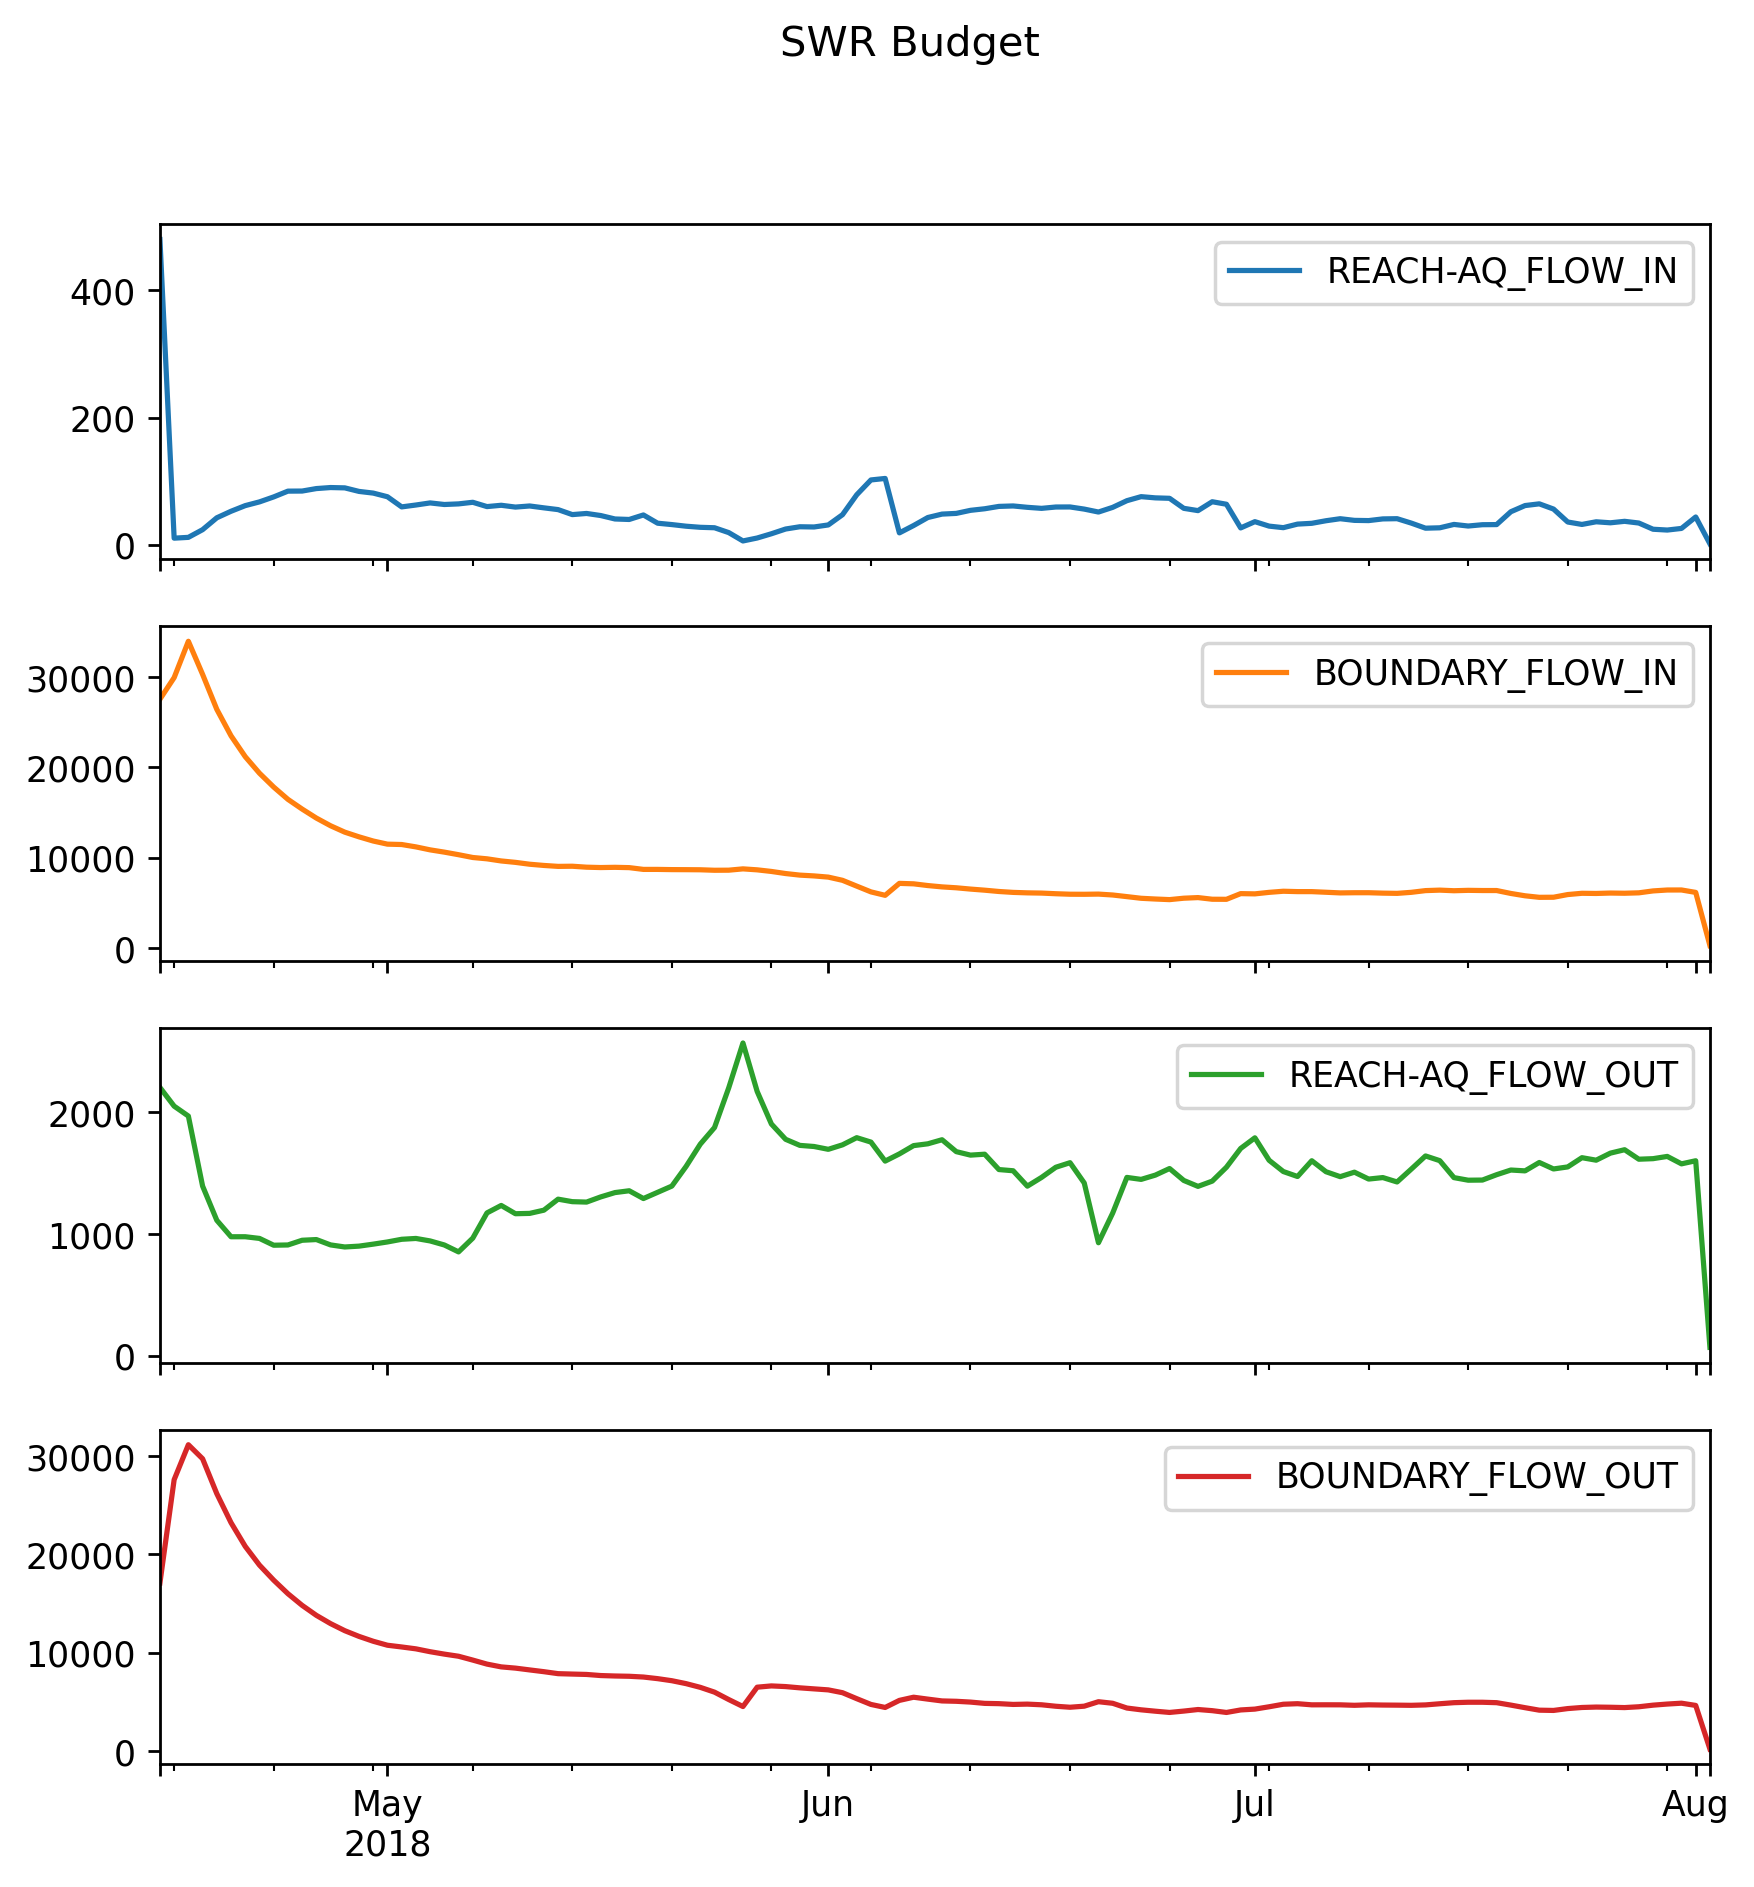 SWR Budget
400
200
0
REACH-AQ_FLOW_IN
30000
20000
10000
0
BOUNDARY_FLOW_IN
2000
1000
0
REACH-AQ_FLOW_OUT
30000
20000
10000
0
BOUNDARY_FLOW_OUT
May Jun Jul Aug
2018